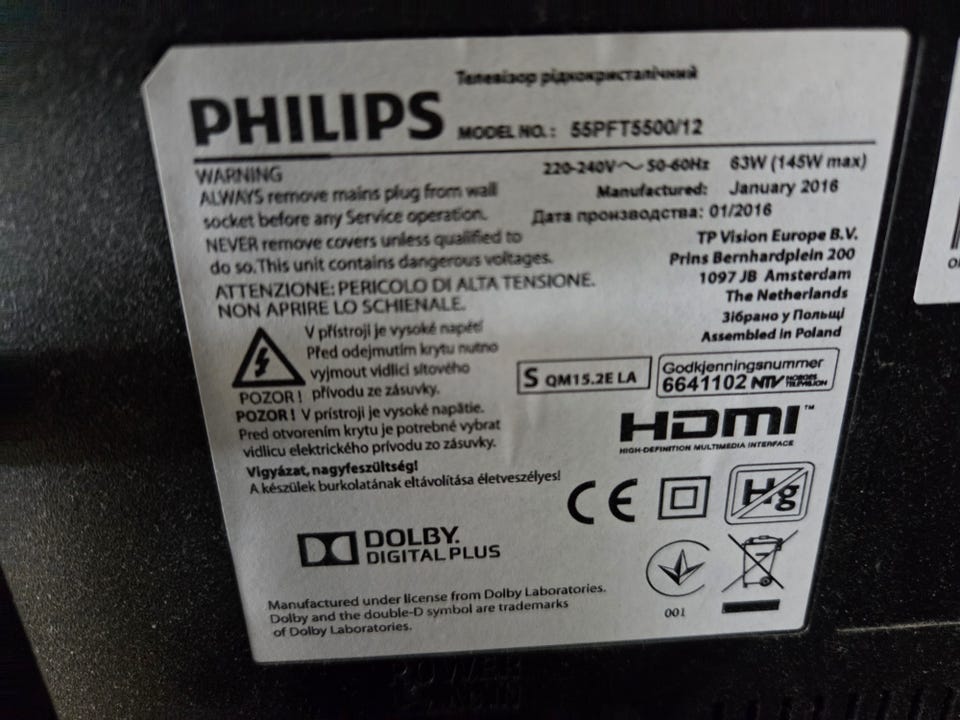 Телевізор рідкокристалічний
PHILIPS MODEL NO.: 55PFT5500/12
220-240V～ 50-60Hz 63W (145W max)
Manufactured: January 2016
Дата производства: 01/2016
TP Vision Europe B.V.
Prins Bernhardplein 200
1097 JB Amsterdam
The Netherlands
Зібрано у Польщі
Assembled in Poland
WARNING
ALWAYS remove mains plug from wall
socket before any Service operation.
NEVER remove covers unless qualified to
do so. This unit contains dangerous voltages.
ATTENZIONE: PERICOLO DI ALTA TENSIONE.
NON APRIRE LO SCHIENALE.
V přístroji je vysoké napětí
Před odejmutím krytu nutno
vyjmout vidlici síťového
POZOR! přívodu ze zásuvky.
POZOR! V prístroji je vysoké napätie.
Pred otvorením krytu je potrebné vybrat
vidlicu elektrického prívodu zo zásuvky.
Vigyázat, nagyfeszültség!
A készülek burkolatának eltávolítása életveszélyes!
S QM15.2E LA
Godkjenningsnummer
6641102 NTV NORGES TELEVISJON
HDMI™
HIGH-DEFINITION MULTIMEDIA INTERFACE
CE
Hg
001
DOLBY.
DIGITAL PLUS
Manufactured under license from Dolby Laboratories.
Dolby and the double-D symbol are trademarks
of Dolby Laboratories.
POWER